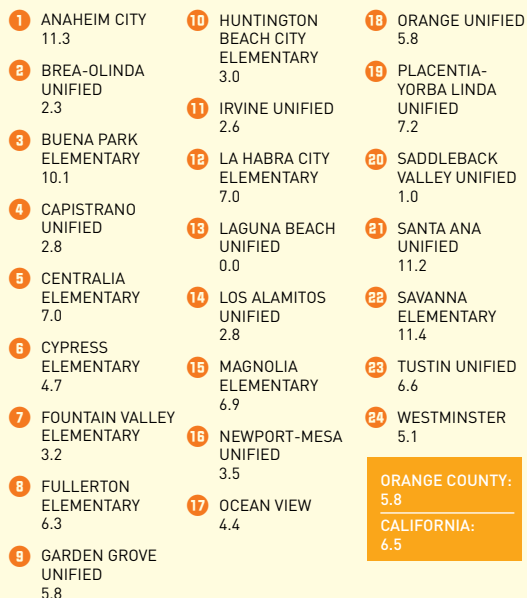 1 ANAHEIM CITY
11.3
2 BREA-OLINDA
UNIFIED
2.3
3 BUENA PARK
ELEMENTARY
10.1
4 CAPISTRANO
UNIFIED
2.8
5 CENTRALIA
ELEMENTARY
7.0
6 CYPRESS
ELEMENTARY
4.7
7 FOUNTAIN VALLEY
ELEMENTARY
3.2
8 FULLERTON
ELEMENTARY
6.3
9 GARDEN GROVE
UNIFIED
5.8
10 HUNTINGTON
BEACH CITY
ELEMENTARY
3.0
11 IRVINE UNIFIED
2.6
12 LA HABRA CITY
ELEMENTARY
7.0
13 LAGUNA BEACH
UNIFIED
0.0
14 LOS ALAMITOS
UNIFIED
2.8
15 MAGNOLIA
ELEMENTARY
6.9
16 NEWPORT-MESA
UNIFIED
3.5
17 OCEAN VIEW
4.4
18 ORANGE UNIFIED
5.8
19 PLACENTIA-
YORBA LINDA
UNIFIED
7.2
20 SADDLEBACK
VALLEY UNIFIED
1.0
21 SANTA ANA
UNIFIED
11.2
22 SAVANNA
ELEMENTARY
11.4
23 TUSTIN UNIFIED
6.6
24 WESTMINSTER
5.1
ORANGE COUNTY:
5.8
CALIFORNIA:
6.5